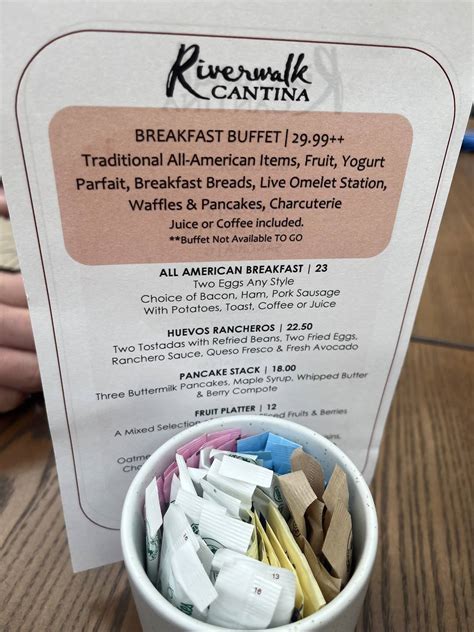 Riverwalk
CANTINA
BREAKFAST BUFFET | 29.99++
Traditional All-American Items, Fruit, Yogurt
Parfait, Breakfast Breads, Live Omelet Station,
Waffles & Pancakes, Charcuterie
Juice or Coffee included.
**Buffet Not Available TO GO
ALL AMERICAN BREAKFAST | 23
Two Eggs Any Style
Choice of Bacon, Ham, Pork Sausage
With Potatoes, Toast, Coffee or Juice
HUEVOS RANCHEROS | 22.50
Two Tostadas with Refried Beans, Two Fried Eggs,
Ranchero Sauce, Queso Fresco & Fresh Avocado
PANCAKE STACK | 18.00
Three Buttermilk Pancakes, Maple Syrup, Whipped Butter
& Berry Compote
FRUIT PLATTER | 12
A Mixed Selection Sliced Fruits & Berries